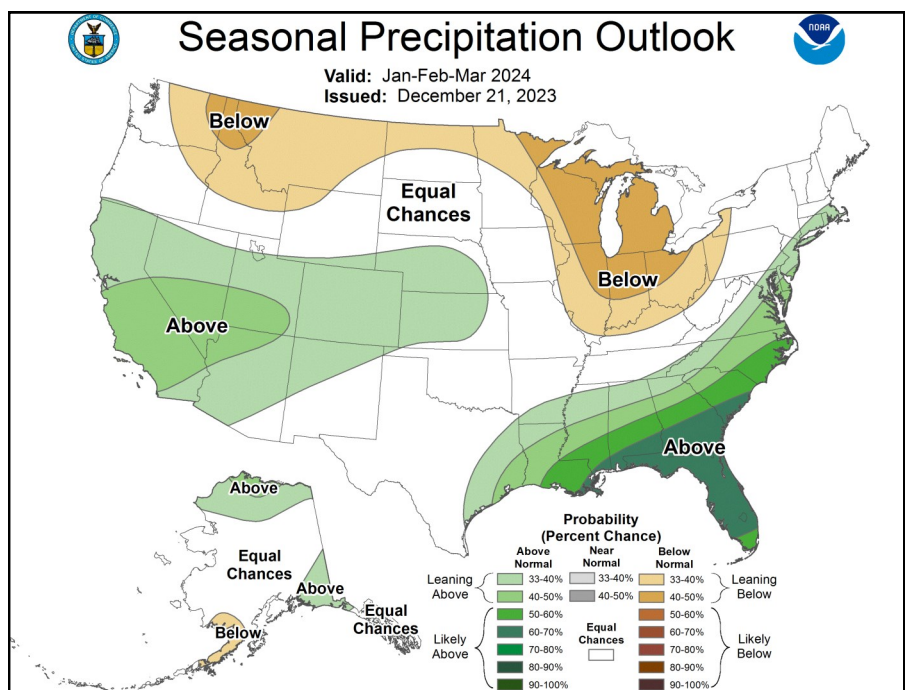 Seasonal Precipitation Outlook
NOAA
Valid: Jan-Feb-Mar 2024
Issued: December 21, 2023
Below
Equal
Chances
Below
Above
Above
Above
Equal
Chances
Above
Below
Equal
Chances
Probability
(Percent Chance)
Above
Normal
Near
Normal
Below
Normal
Leaning
Above
33-40%
40-50%
33-40%
40-50%
33-40%
40-50%
Leaning
Below
Likely
Above
50-60%
60-70%
70-80%
80-90%
90-100%
Equal
Chances
50-60%
60-70%
70-80%
80-90%
90-100%
Likely
Below